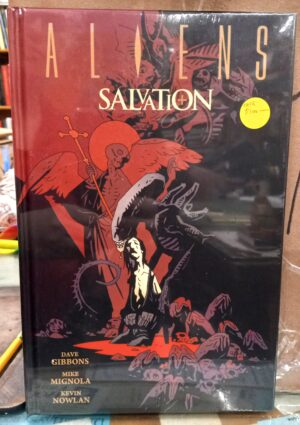 ALIENS
SALVATION
DAVE
GIBBONS
MIKE
MIGNOLA
KEVIN
NOWLAN